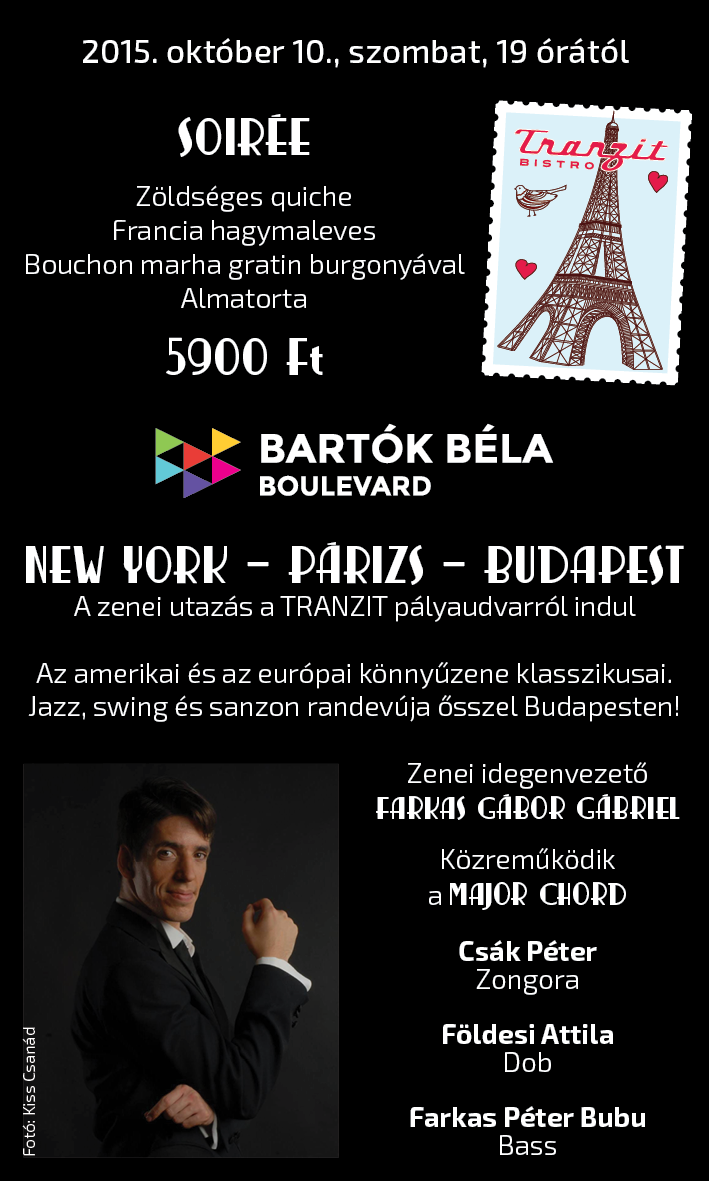 2015. október 10., szombat, 19 órától
SOIRÉE
Zöldséges quiche
Francia hagymaleves
Bouchon marha gratin burgonyával
Almatorta
5900 Ft
Tranzit
BISTRO
BARTÓK BÉLA
BOULEVARD
NEW YORK – PÁRIZS – BUDAPEST
A zenei utazás a TRANZIT pályaudvarról indul
Az amerikai és az európai könnyűzene klasszikusai.
Jazz, swing és sanzon randevúja ősszel Budapesten!
Zenei idegenvezető
FARKAS GÁBOR GÁBRIEL
Közreműködik
a MAJOR CHORD
Csák Péter
Zongora
Földesi Attila
Dob
Farkas Péter Bubu
Bass
Fotó: Kiss Csanád